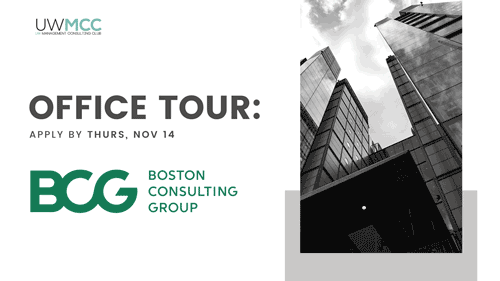 UWMCC
UW MANAGEMENT CONSULTING CLUB
OFFICE TOUR:
APPLY BY THURS, NOV 14
BCG
BOSTON
CONSULTING
GROUP